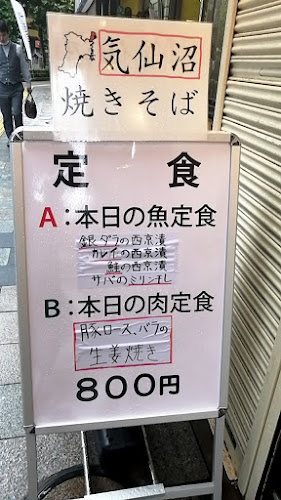 気仙沼
焼きそば
定食
A:本日の魚定食
銀ダラの西京漬
カレイの西京漬
鮭の西京漬
サバのミリン干し
B:本日の肉定食
豚ロース、バラの
生姜焼き
800円